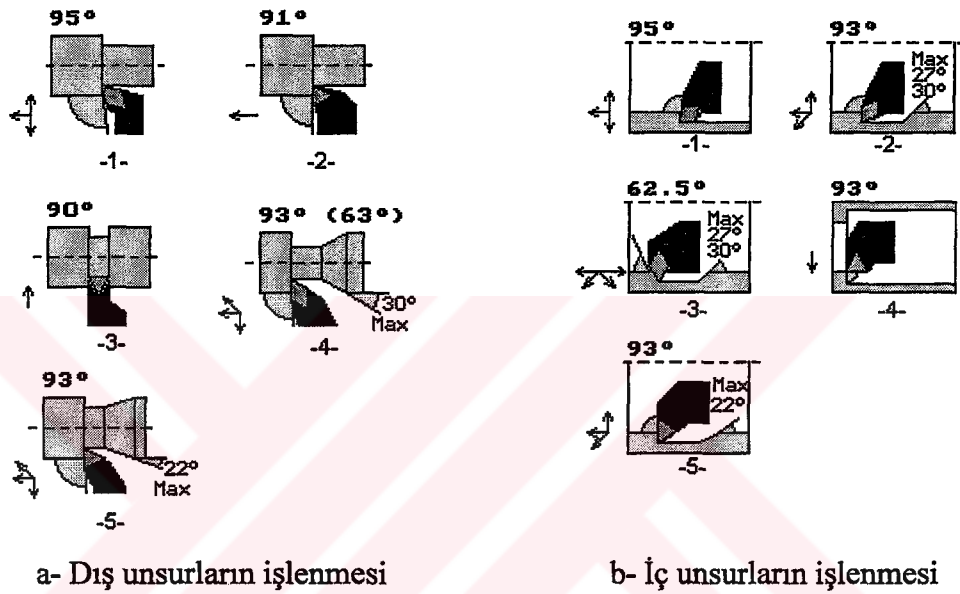 95° 91° 95° 93°
Max
27°
30°
-1- -2- -1- -2-
90° 93° (63°) 62.5° 93°
Max
27°
30°
30°
Max
-3- -4- -3- -4-
93° 93°
Max
22°
22°
Max
-5- -5-
a- Dış unsurların işlenmesi b- İç unsurların işlenmesi